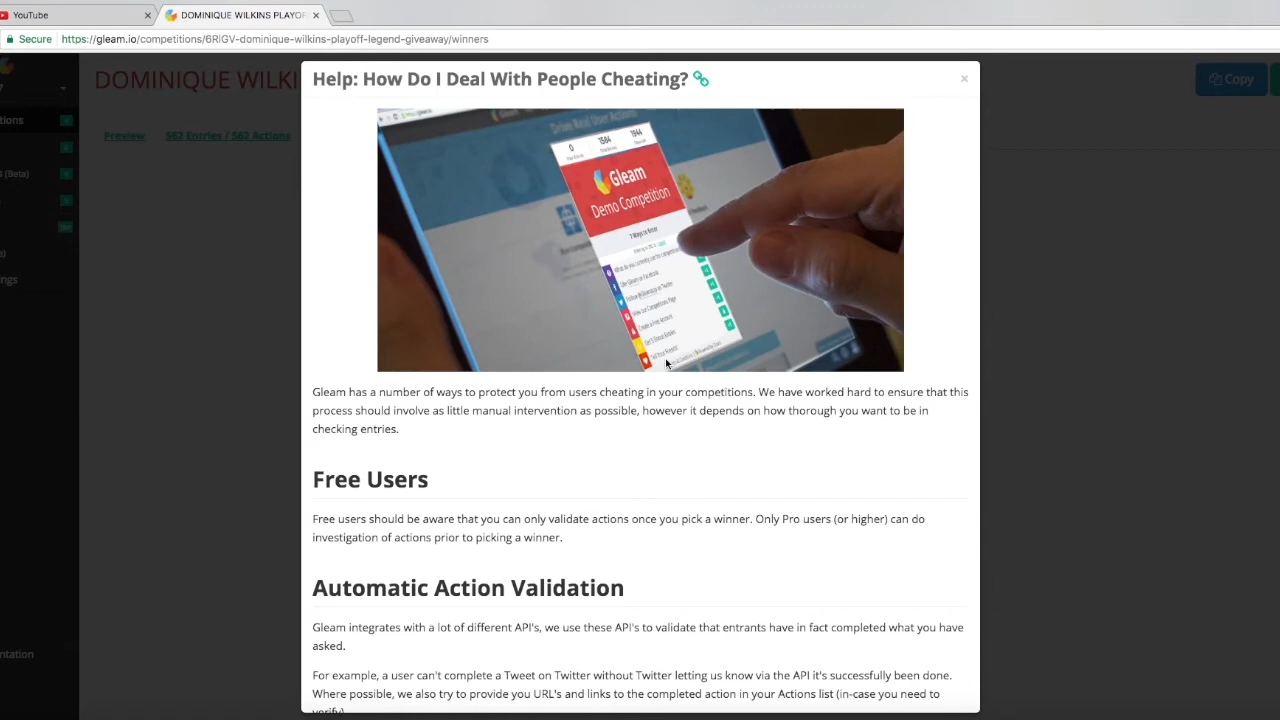 YouTube
DOMINIQUE WILKINS PLAYOF
Secure https://gleam.io/competitions/6RIGV-dominique-wilkins-playoff-legend-giveaway/winners
DOMINIQUE WILKI
Help: How Do I Deal With People Cheating?
Copy
Preview 562 Entries / 562 Actions
tions
(Beta)
ngs
ntation
0 1584 1944
Gleam
Demo Competition
Gleam has a number of ways to protect you from users cheating in your competitions. We have worked hard to ensure that this
process should involve as little manual intervention as possible, however it depends on how thorough you want to be in
checking entries.
Free Users
Free users should be aware that you can only validate actions once you pick a winner. Only Pro users (or higher) can do
investigation of actions prior to picking a winner.
Automatic Action Validation
Gleam integrates with a lot of different API's, we use these API's to validate that entrants have in fact completed what you have
asked.
For example, a user can't complete a Tweet on Twitter without Twitter letting us know via the API it's successfully been done.
Where possible, we also try to provide you URL's and links to the completed action in your Actions list (in-case you need to
verify)